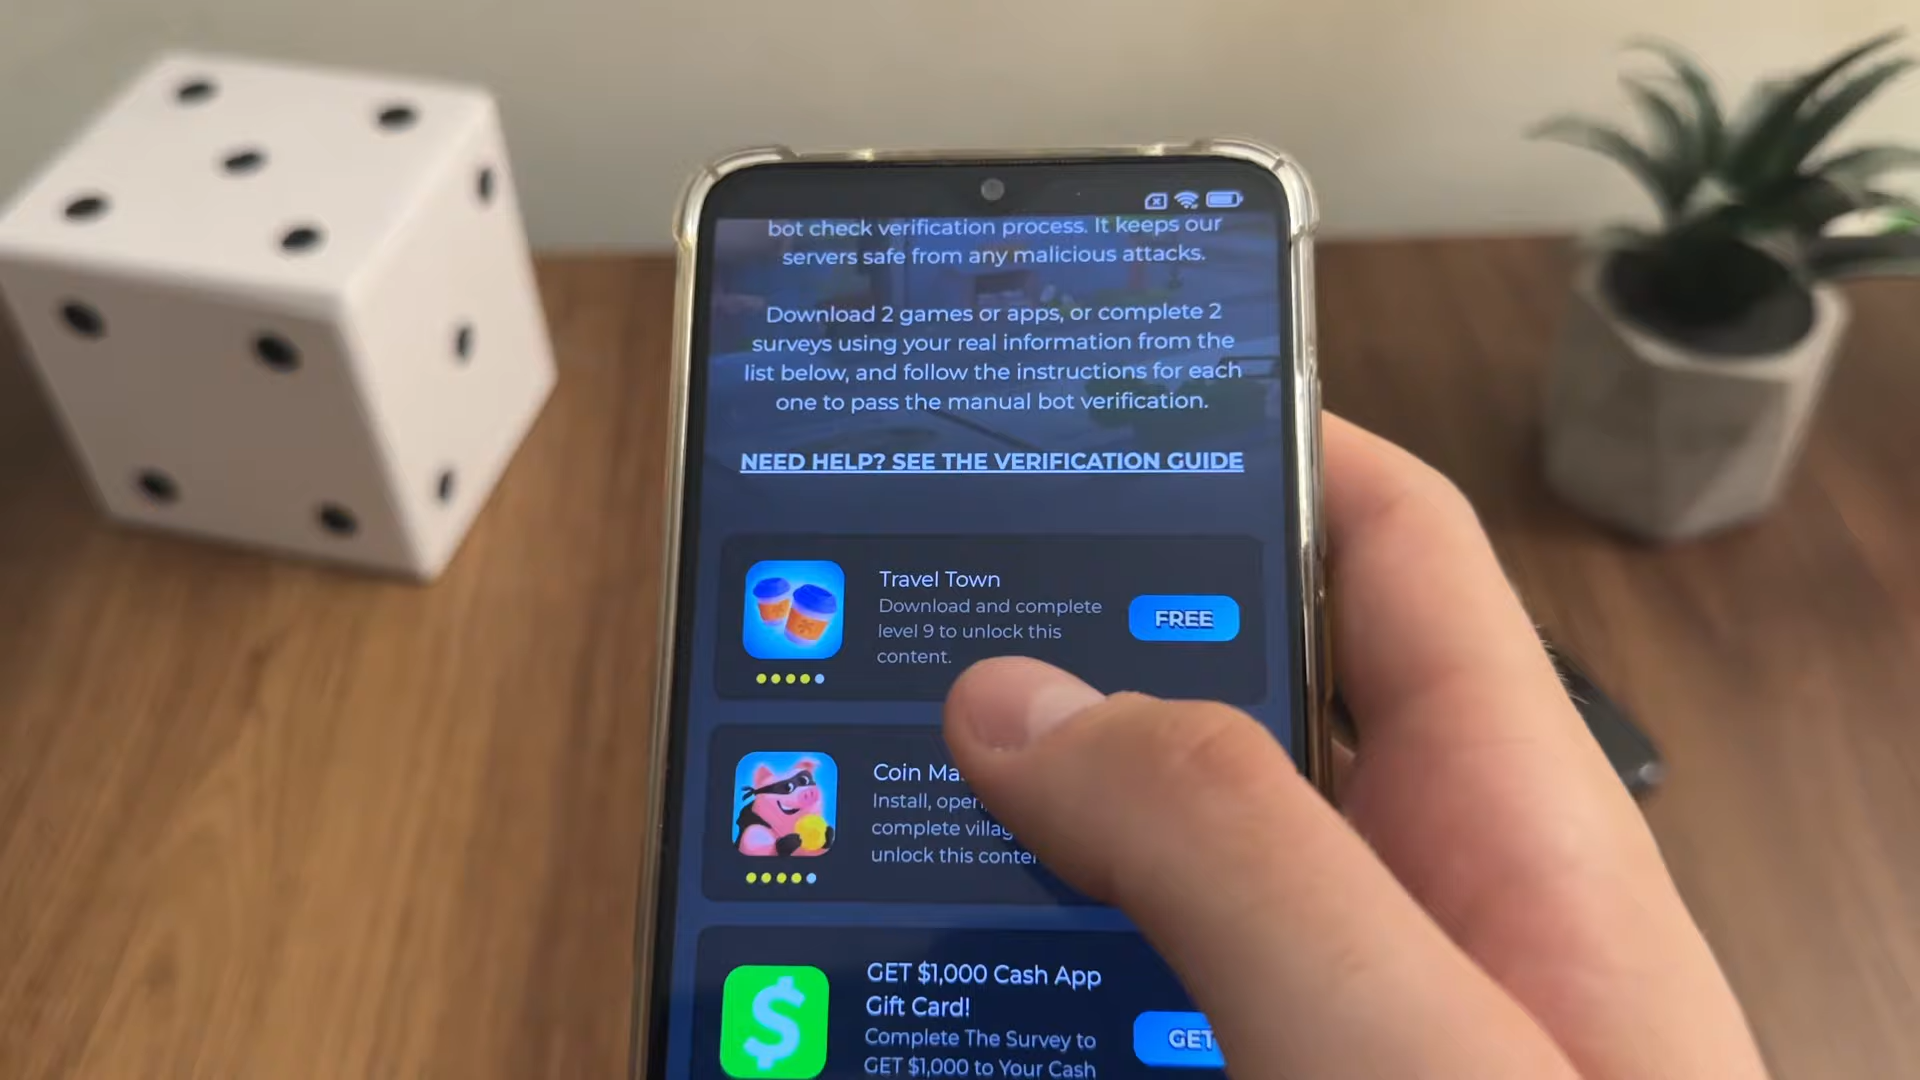 bot check verification process. It keeps our
servers safe from any malicious attacks.
Download 2 games or apps, or complete 2
surveys using your real information from the
list below, and follow the instructions for each
one to pass the manual bot verification.
NEED HELP? SEE THE VERIFICATION GUIDE
Travel Town
Download and complete
level 9 to unlock this
content.
FREE
Coin
Install, open
complete
unlock this
GET $1,000 Cash App
Gift Card!
Complete The Survey to
GET $1,000 to Your Cash
GET